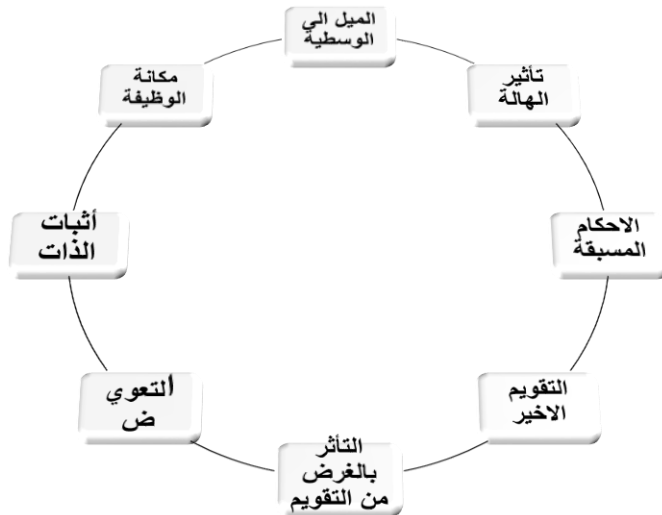 الميل الي
الوسطية
تأثير
الهالة
الاحكام
المسبقة
التقويم
الاخير
التأثر
بالغرض
من التقويم
ألتعوي
ض
أثبات
الذات
مكانة
الوظيفة